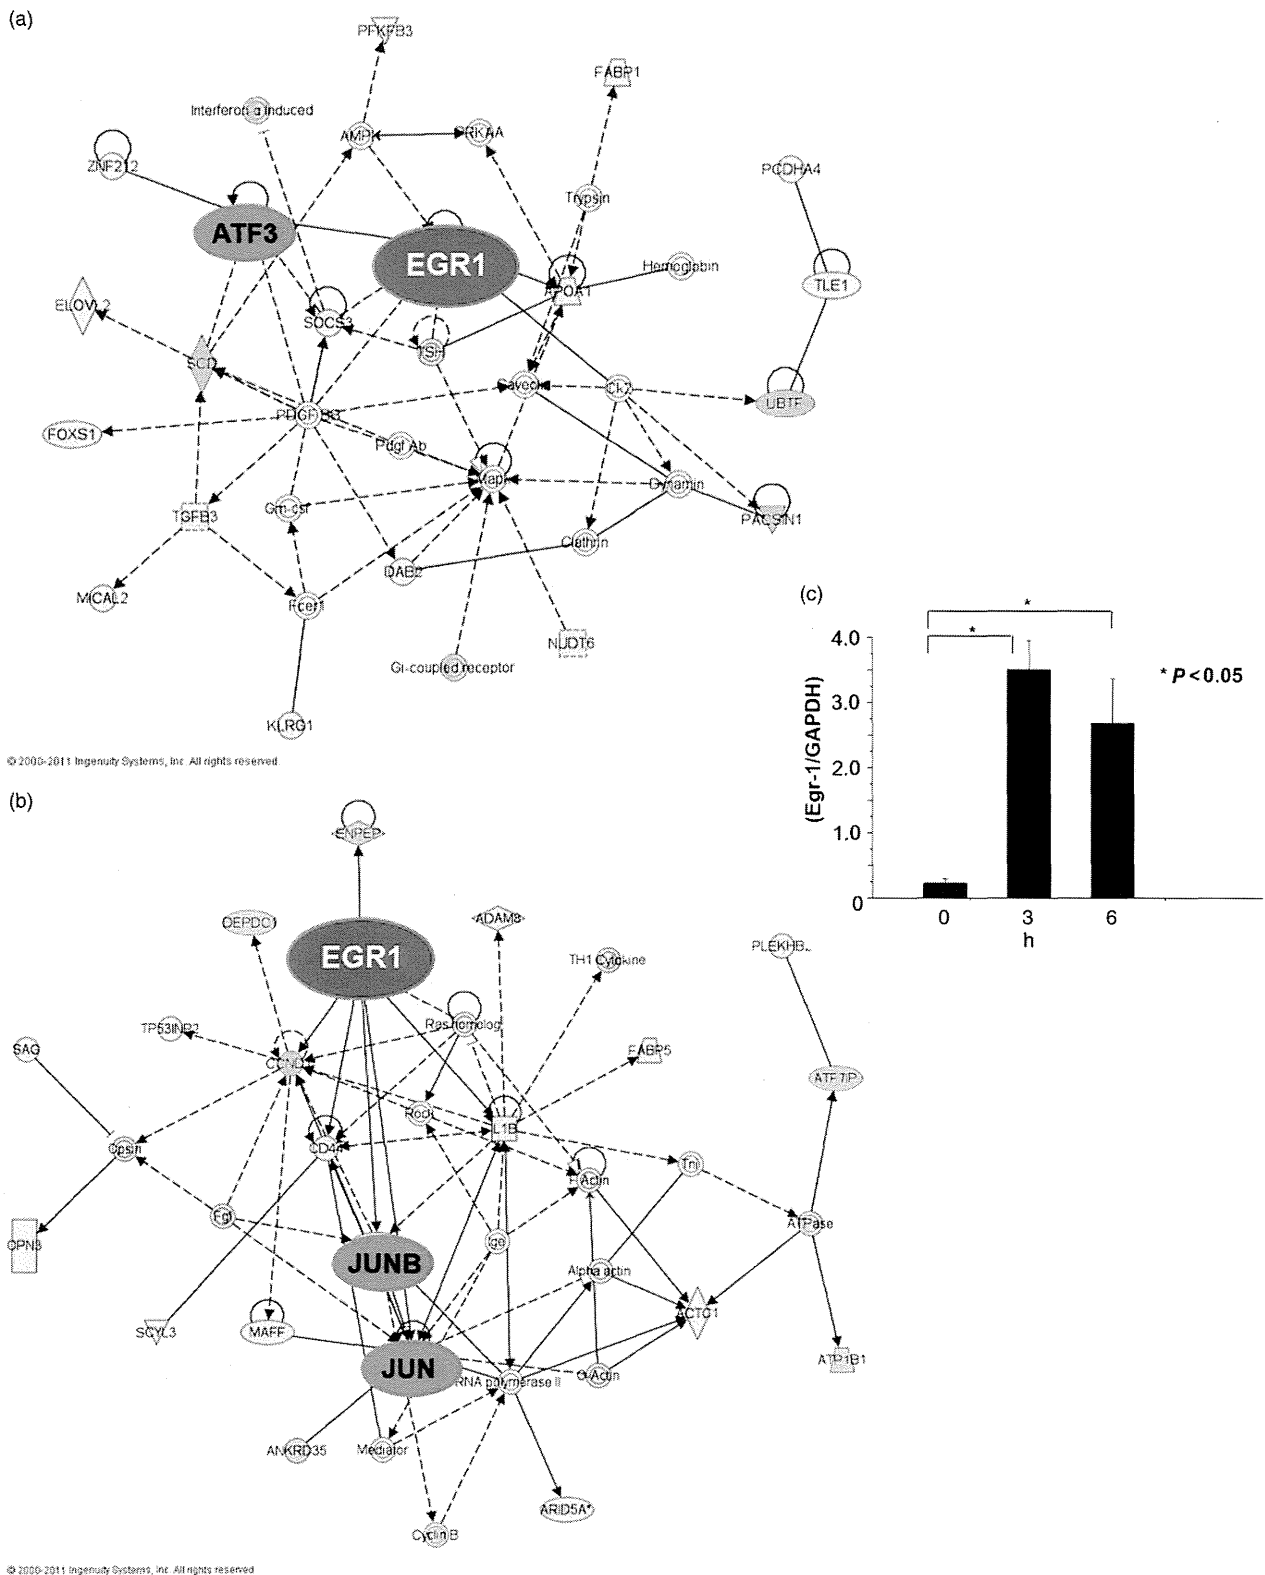 (a)
PFKFB3
FABP1
Interferon α induced
AMPK
PRKAA
ZNF212
PCDHA4
Trypsin
ATF3
EGR1
Hemoglobin
APOA1
TLE1
ELOVL2
SOCS3
TSH
SCD
Ck2
UBTF
PDGF BB
FOXS1
Pdgf Ab
Mapk
Dynamin
Gm-csf
TGFB3
PACSIN1
Clathrin
DAB2
MICAL2
Fcer1
NUDT6
Gi-coupled receptor
KLRG1
© 2000-2011 Ingenuity Systems, Inc. All rights reserved.
(c)
*
*
4.0
3.0
2.0
1.0
0
(Egr-1/GAPDH)
* P < 0.05
0 3 6
h
(b)
ENPEP
DEPDC1
ADAM8
EGR1
TH1 Cytokine
TP53INP2
Ras homolog
SAG
FABP5
Rock
IL1B
CD44
Opsin
F Actin
Tni
Fgf
Ige
ATPase
OPN3
JUNB
Alpha actin
ACTC1
SCYL3
MAFF
ATP1B1
JUN
RNA polymerase II
ANKRD35
Mediator
ARID5A*
Cyclin B
© 2000-2011 Ingenuity Systems, Inc. All rights reserved